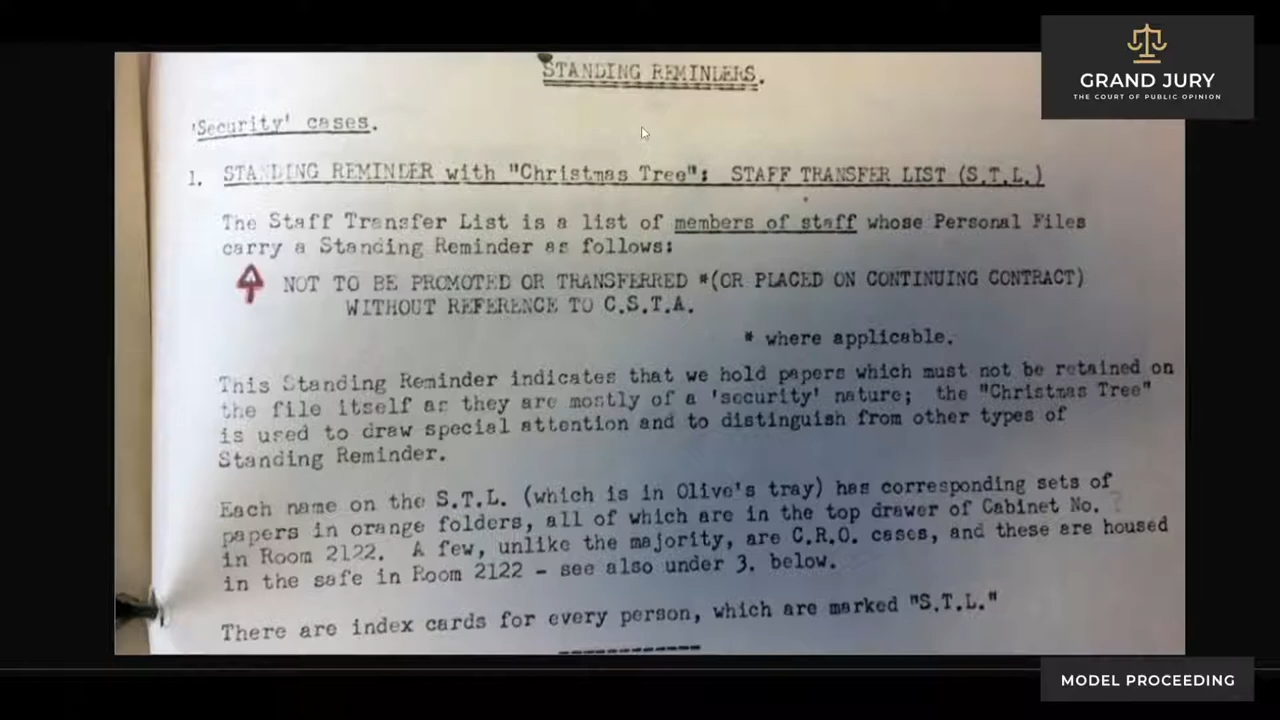 GRAND JURY
THE COURT OF PUBLIC OPINION
STANDING REMINDERS.
'Security' cases.
1. STANDING REMINDER with "Christmas Tree": STAFF TRANSFER LIST (S.T.L.)
The Staff Transfer List is a list of members of staff whose Personal Files
carry a Standing Reminder as follows:
NOT TO BE PROMOTED OR TRANSFERRED *(OR PLACED ON CONTINUING CONTRACT)
WITHOUT REFERENCE TO C.S.T.A.
* where applicable.
This Standing Reminder indicates that we hold papers which must not be retained on
the file itself as they are mostly of a 'security' nature; the "Christmas Tree"
is used to draw special attention and to distinguish from other types of
Standing Reminder.
Each name on the S.T.L. (which is in Olive's tray) has corresponding sets of
papers in orange folders, all of which are in the top drawer of Cabinet No.
in Room 2122. A few, unlike the majority, are C.R.O. cases, and these are housed
in the safe in Room 2122 - see also under 3. below.
There are index cards for every person, which are marked "S.T.L."
MODEL PROCEEDING